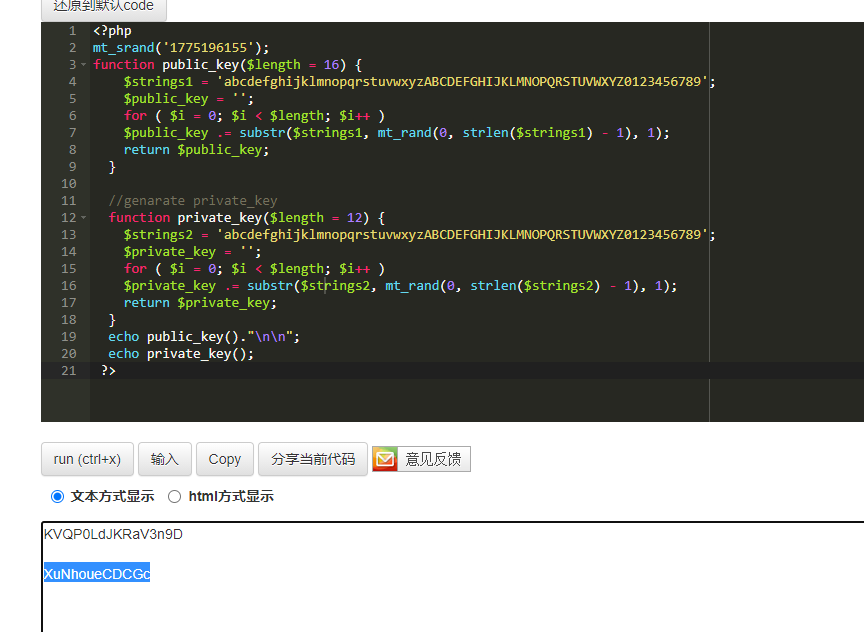 还原到默认code
1 <?php
2 mt_srand('1775196155');
3 function public_key($length = 16) {
4 $strings1 = 'abcdefghijklmnopqrstuvwxyzABCDEFGHIJKLMNOPQRSTUVWXYZ0123456789';
5 $public_key = '';
6 for ( $i = 0; $i < $length; $i++ )
7 $public_key .= substr($strings1, mt_rand(0, strlen($strings1) - 1), 1);
8 return $public_key;
9 }
10
11 //genarate private_key
12 function private_key($length = 12) {
13 $strings2 = 'abcdefghijklmnopqrstuvwxyzABCDEFGHIJKLMNOPQRSTUVWXYZ0123456789';
14 $private_key = '';
15 for ( $i = 0; $i < $length; $i++ )
16 $private_key .= substr($strings2, mt_rand(0, strlen($strings2) - 1), 1);
17 return $private_key;
18 }
19 echo public_key()."\n\n";
20 echo private_key();
21 ?>
run (ctrl+x) 输入 Copy 分享当前代码 意见反馈
文本方式显示 html方式显示
KVQP0LdJKRaV3n9D
XuNhoueCDCGc